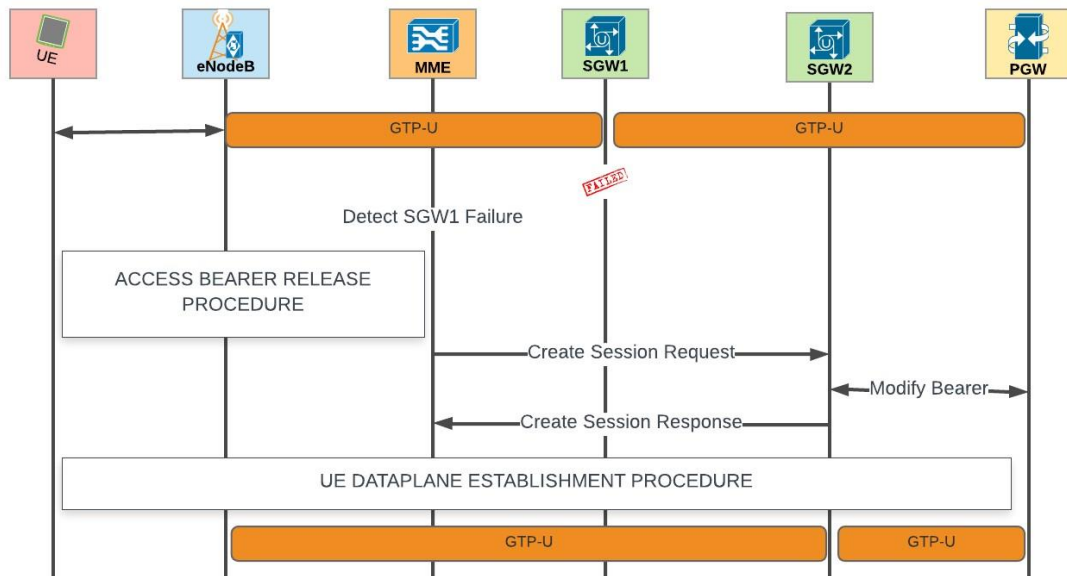 UE
eNodeB
MME
SGW1
SGW2
PGW
GTP-U
GTP-U
FAILED
Detect SGW1 Failure
ACCESS BEARER RELEASE
PROCEDURE
Create Session Request
Modify Bearer
Create Session Response
UE DATAPLANE ESTABLISHMENT PROCEDURE
GTP-U
GTP-U